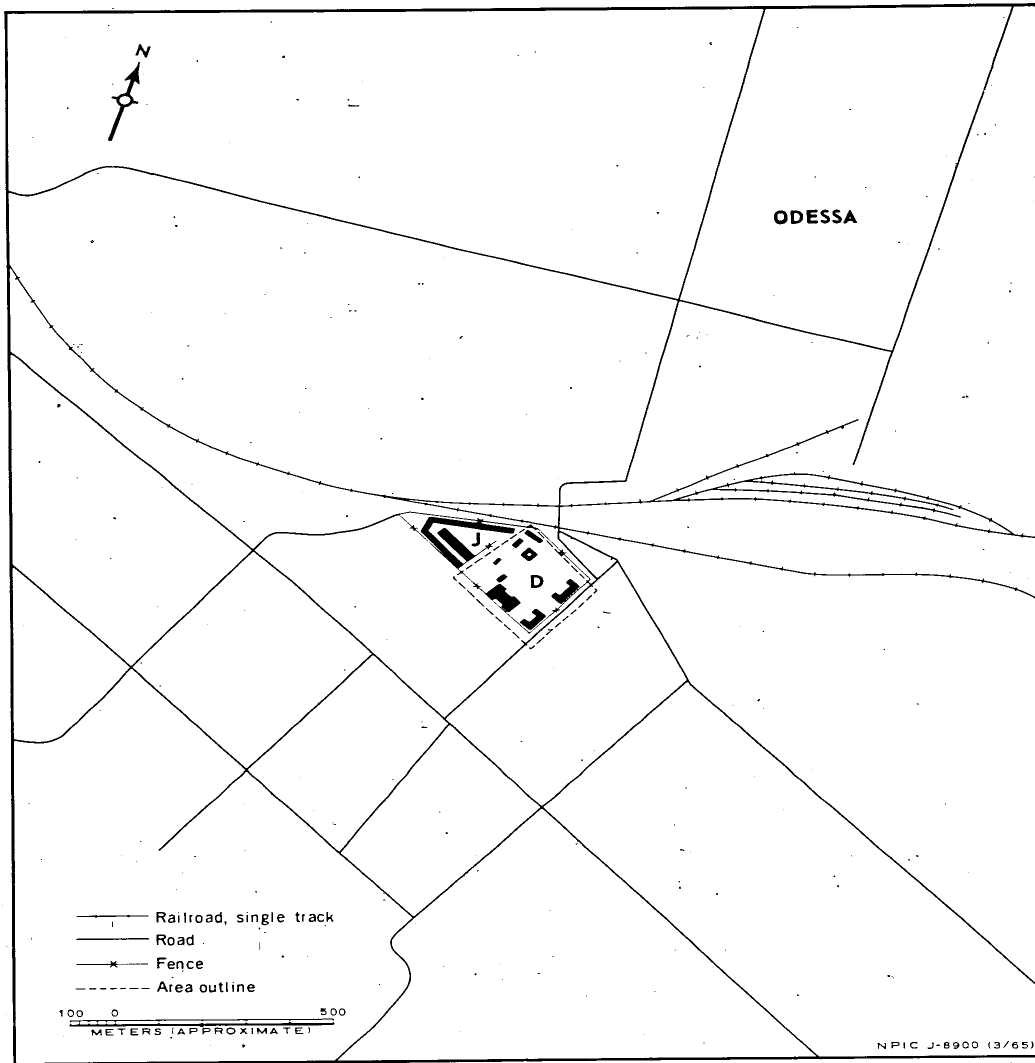 N
ODESSA
J
D
Railroad, single track
Road
Fence
Area outline
100 0 500
METERS (APPROXIMATE)
NPIC J-8900 (3/65)